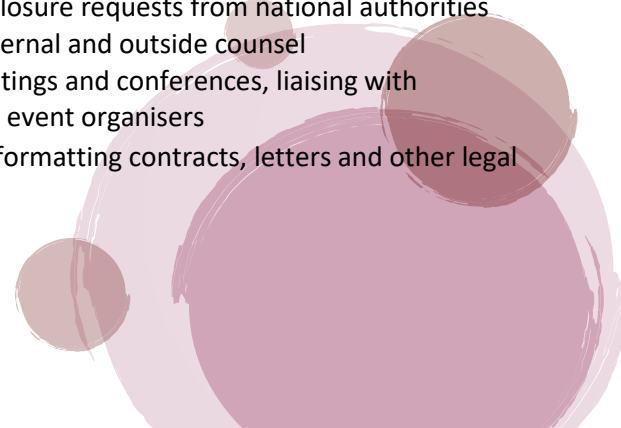 closure requests from national authorities
ernal and outside counsel
tings and conferences, liaising with
event organisers
formatting contracts, letters and other legal